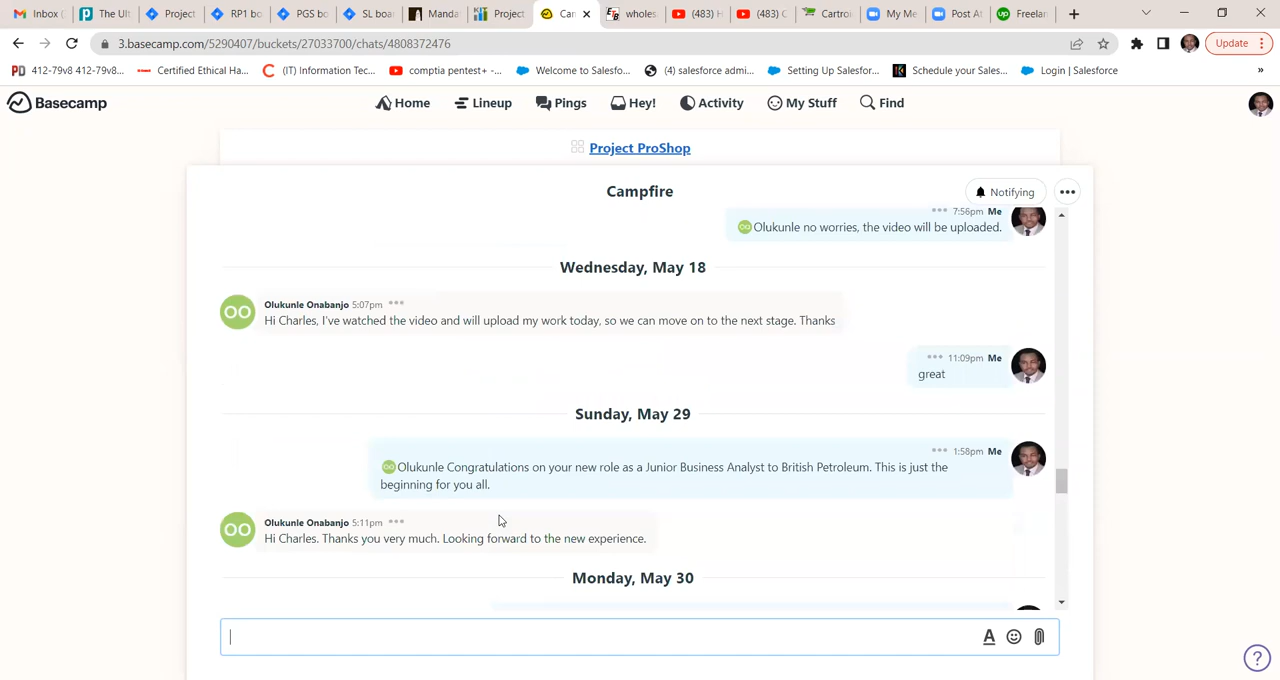 Inbox (
The Ult
Project
RP1 bo
PGS bo
SL boar
Manda
Project
Can
wholes
(483) H
(483) C
Cartro
My Me
Post At
Freelan
3.basecamp.com/5290407/buckets/27033700/chats/4808372476
Update
412-79v8 412-79v8...
Certified Ethical Ha...
(IT) Information Tec...
comptia pentest+ -...
Welcome to Salesfo...
(4) salesforce admi...
Setting Up Salesfor...
Schedule your Sales...
Login | Salesforce
»
Basecamp
Home
Lineup
Pings
Hey!
Activity
My Stuff
Find
Project ProShop
Campfire
Notifying
7:56pm Me
OO Olukunle no worries, the video will be uploaded.
Wednesday, May 18
OO
Olukunle Onabanjo 5:07pm
Hi Charles, I've watched the video and will upload my work today, so we can move on to the next stage. Thanks
11:09pm Me
great
Sunday, May 29
1:58pm Me
OO Olukunle Congratulations on your new role as a Junior Business Analyst to British Petroleum. This is just the
beginning for you all.
OO
Olukunle Onabanjo 5:11pm
Hi Charles. Thanks you very much. Looking forward to the new experience.
Monday, May 30
A
?